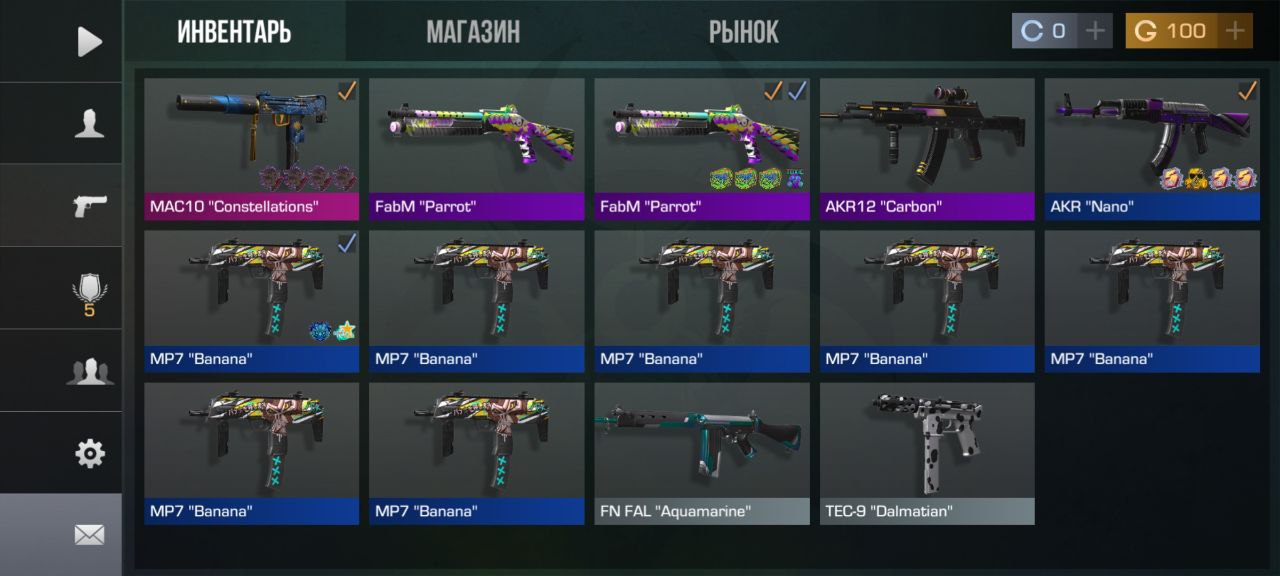 ИНВЕНТАРЬ МАГАЗИН РЫНОК C 0 + G 100 +
MAC10 "Constellations" FabM "Parrot" FabM "Parrot" AKR12 "Carbon" AKR "Nano"
MP7 "Banana" MP7 "Banana" MP7 "Banana" MP7 "Banana" MP7 "Banana"
5
MP7 "Banana" MP7 "Banana" FN FAL "Aquamarine" TEC-9 "Dalmatian"